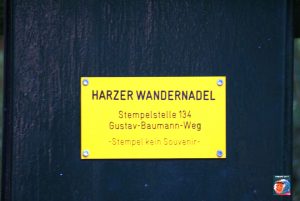 HARZER WANDERNADEL
Stempelstelle 134
Gustav-Baumann-Weg
-Stempel kein Souvenir-